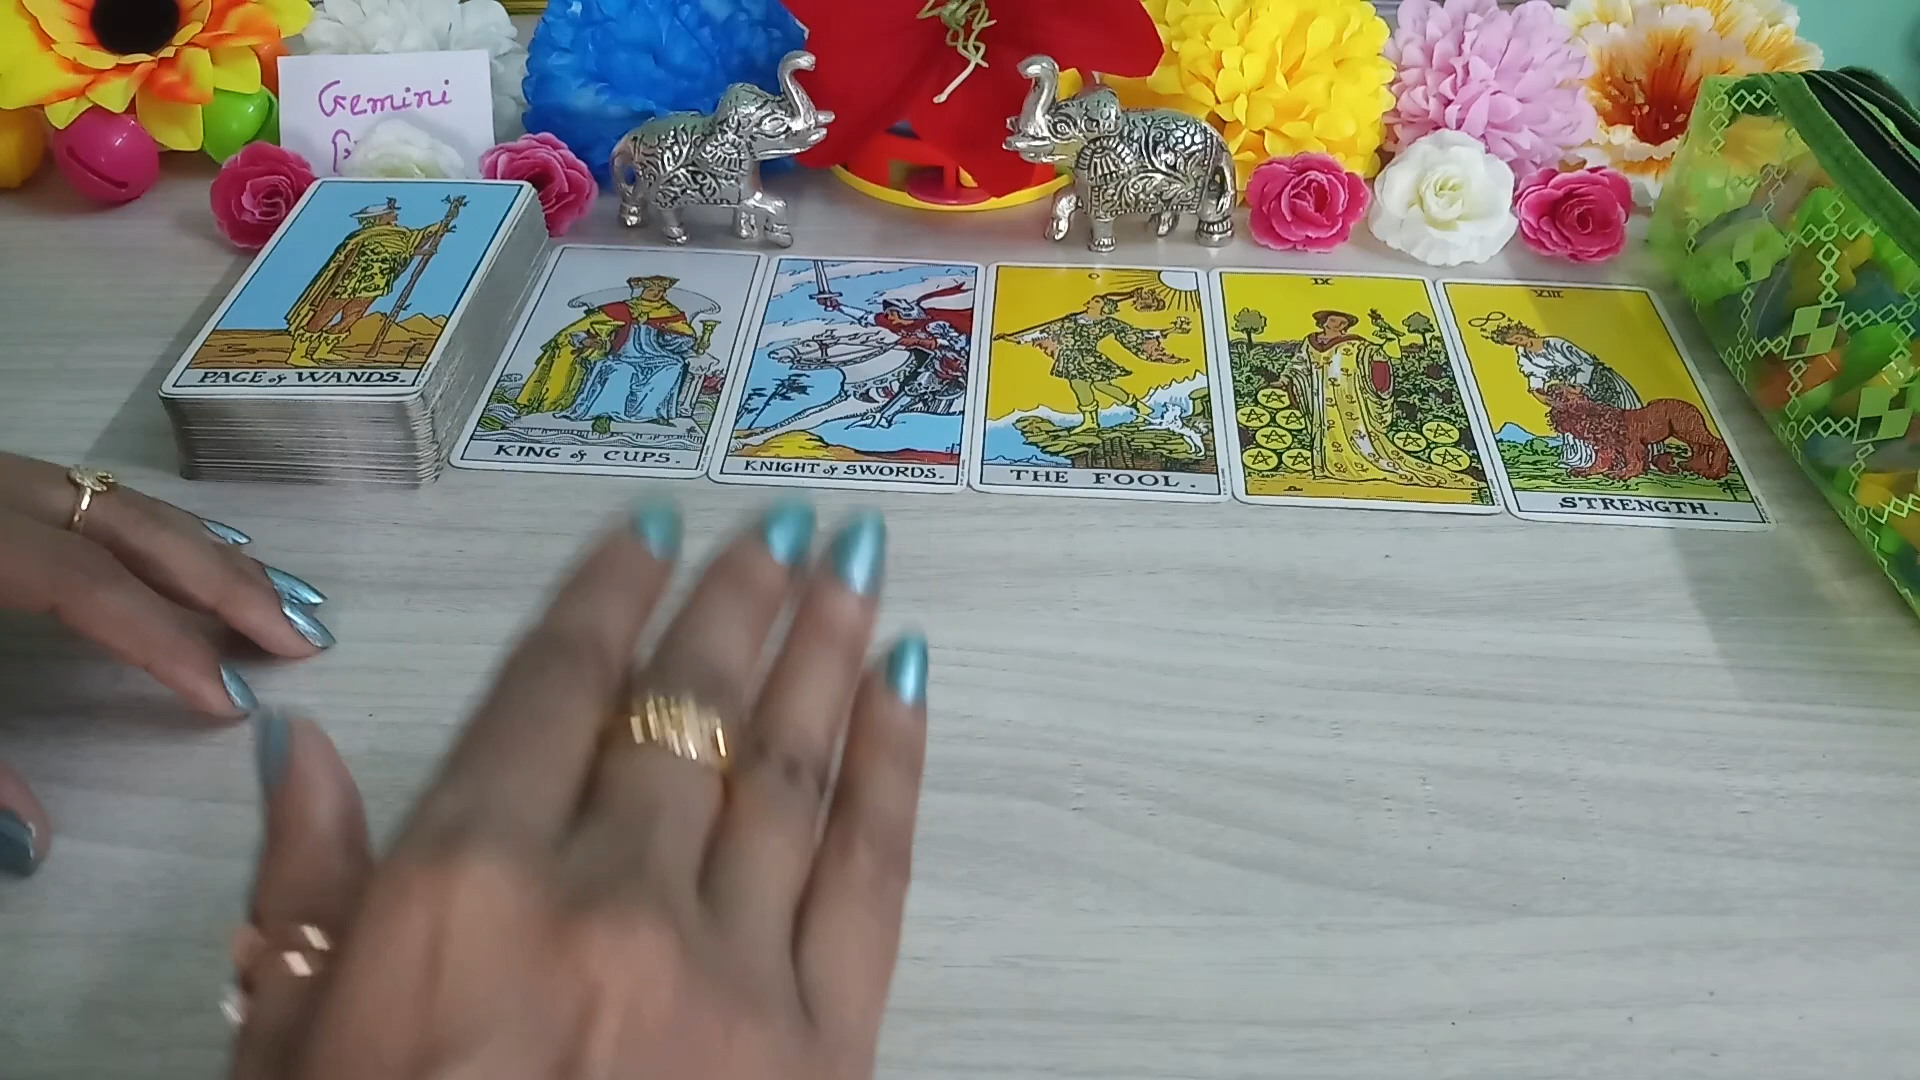 Gemini
PAGE of WANDS.
KING of CUPS.
KNIGHT of SWORDS.
THE FOOL.
IX
VIII
STRENGTH.